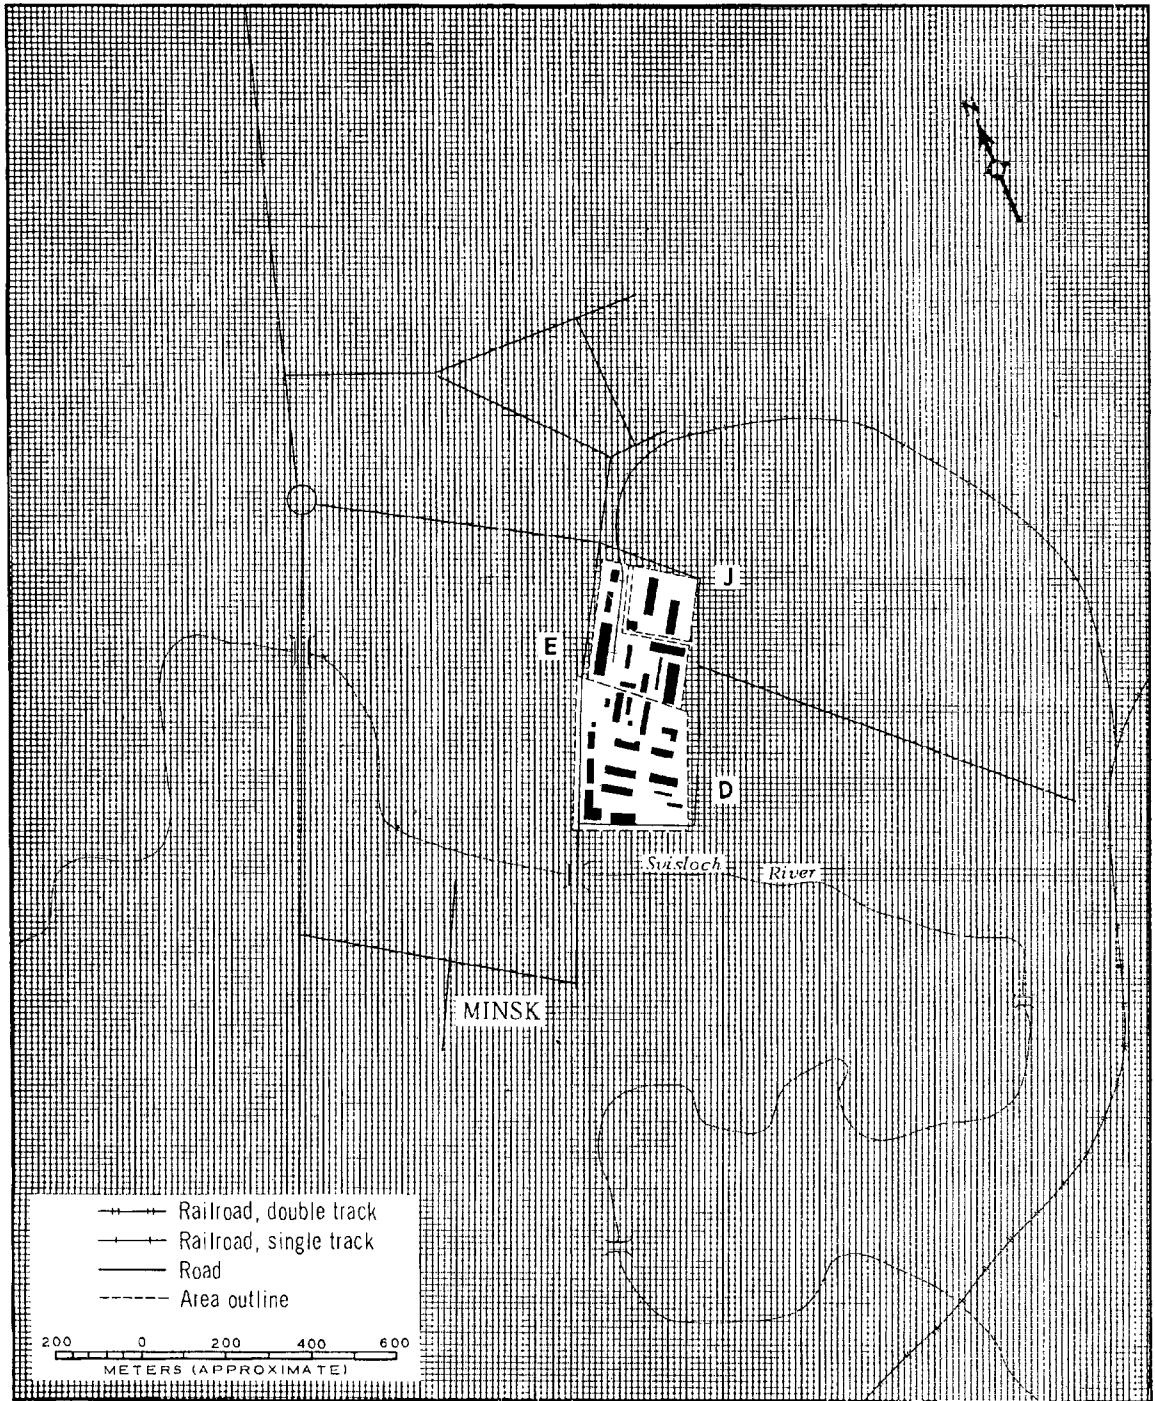 N
J
E
D
Svisloch River
MINSK
Railroad, double track
Railroad, single track
Road
Area outline
200 0 200 400 600
METERS (APPROXIMATE)